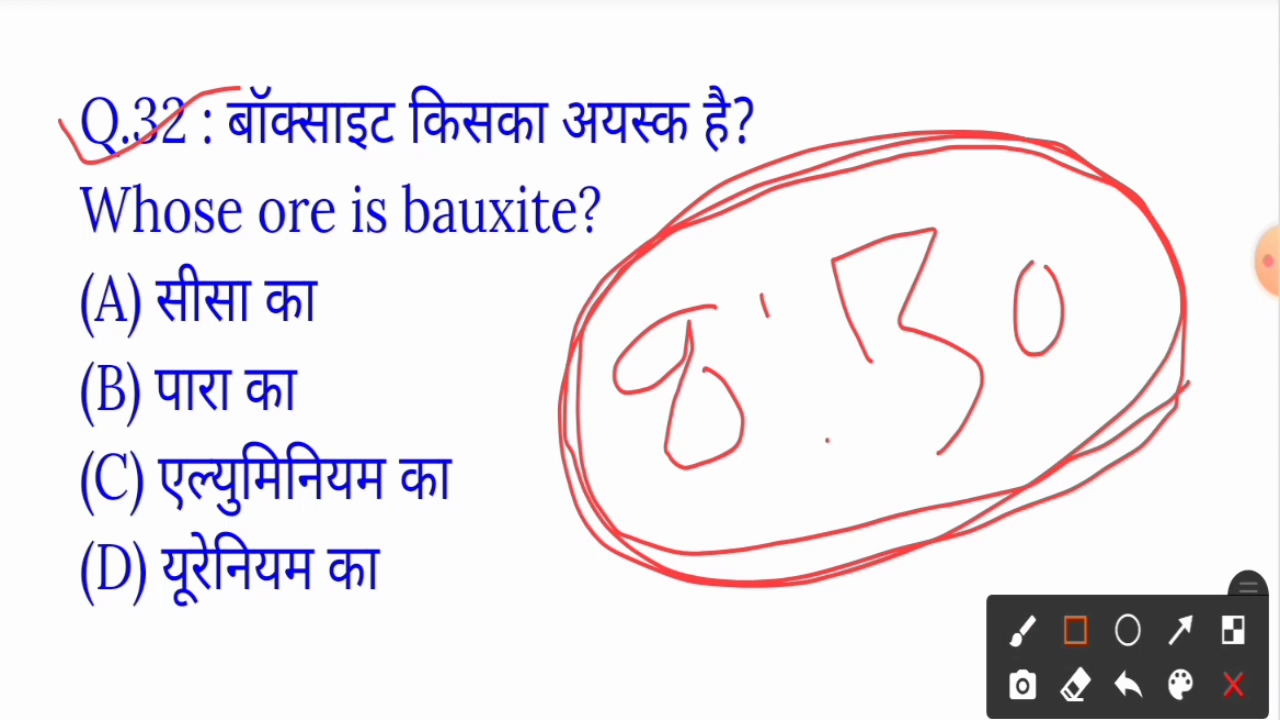 Q.32 : बॉक्साइट किसका अयस्क है?
Whose ore is bauxite?
(A) सीसा का
(B) पारा का
(C) एल्युमिनियम का
(D) यूरेनियम का
8:30